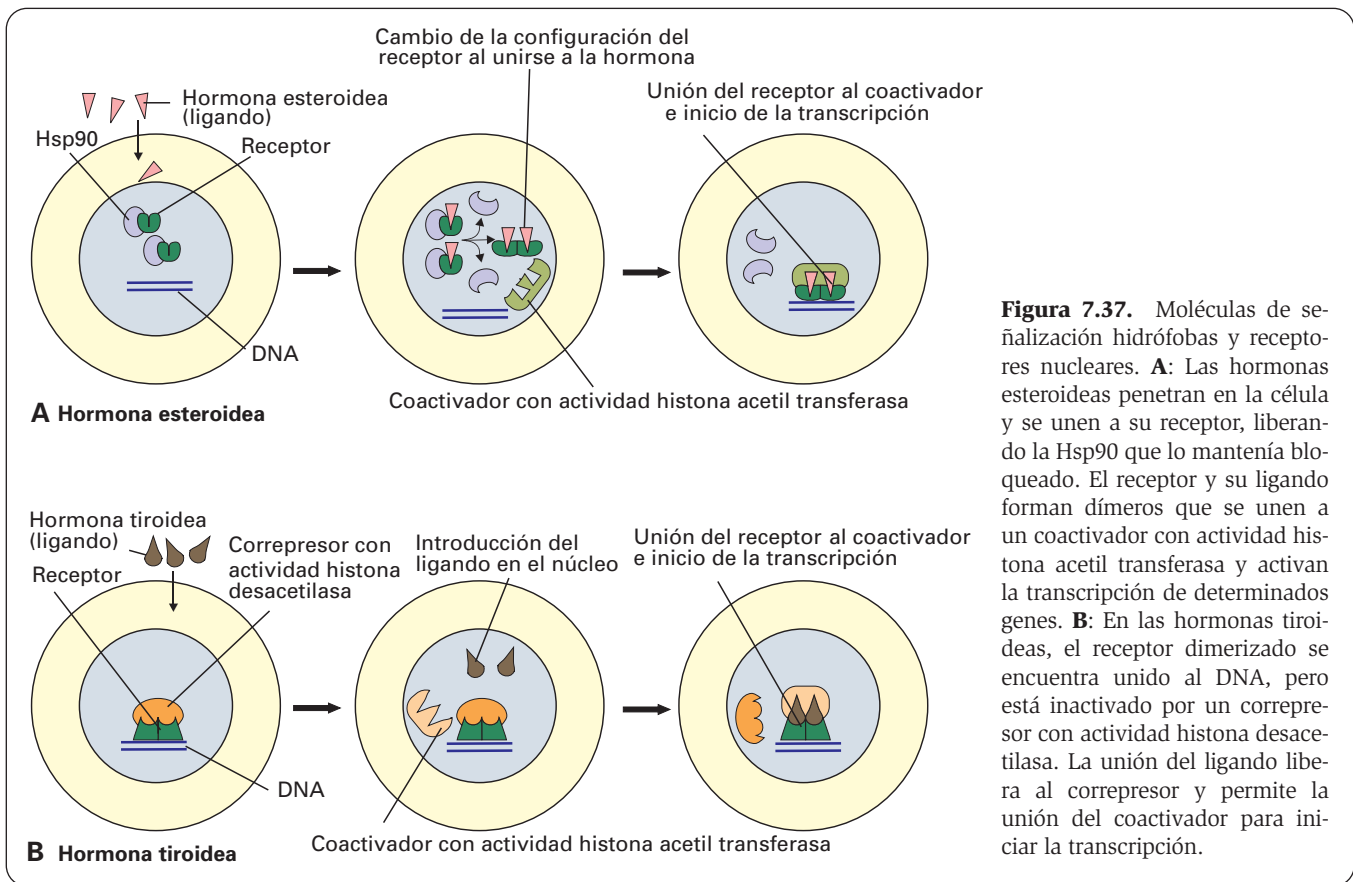 Cambio de la configuración del
receptor al unirse a la hormona
Hormona esteroidea
(ligando)
Hsp90
Receptor
Unión del receptor al coactivador
e inicio de la transcripción
DNA
Coactivador con actividad histona acetil transferasa
A Hormona esteroidea
Hormona tiroidea
(ligando)
Receptor
Correpresor con
actividad histona
desacetilasa
Introducción del
ligando en el núcleo
Unión del receptor al coactivador
e inicio de la transcripción
DNA
Coactivador con actividad histona acetil transferasa
B Hormona tiroidea
Figura 7.37. Moléculas de se-
ñalización hidrófobas y recepto-
res nucleares. A: Las hormonas
esteroideas penetran en la célula
y se unen a su receptor, liberan-
do la Hsp90 que lo mantenía blo-
queado. El receptor y su ligando
forman dímeros que se unen a
un coactivador con actividad his-
tona acetil transferasa y activan
la transcripción de determinados
genes. B: En las hormonas tiroi-
deas, el receptor dimerizado se
encuentra unido al DNA, pero
está inactivado por un correpre-
sor con actividad histona desace-
tilasa. La unión del ligando libe-
ra al correpresor y permite la
unión del coactivador para ini-
ciar la transcripción.